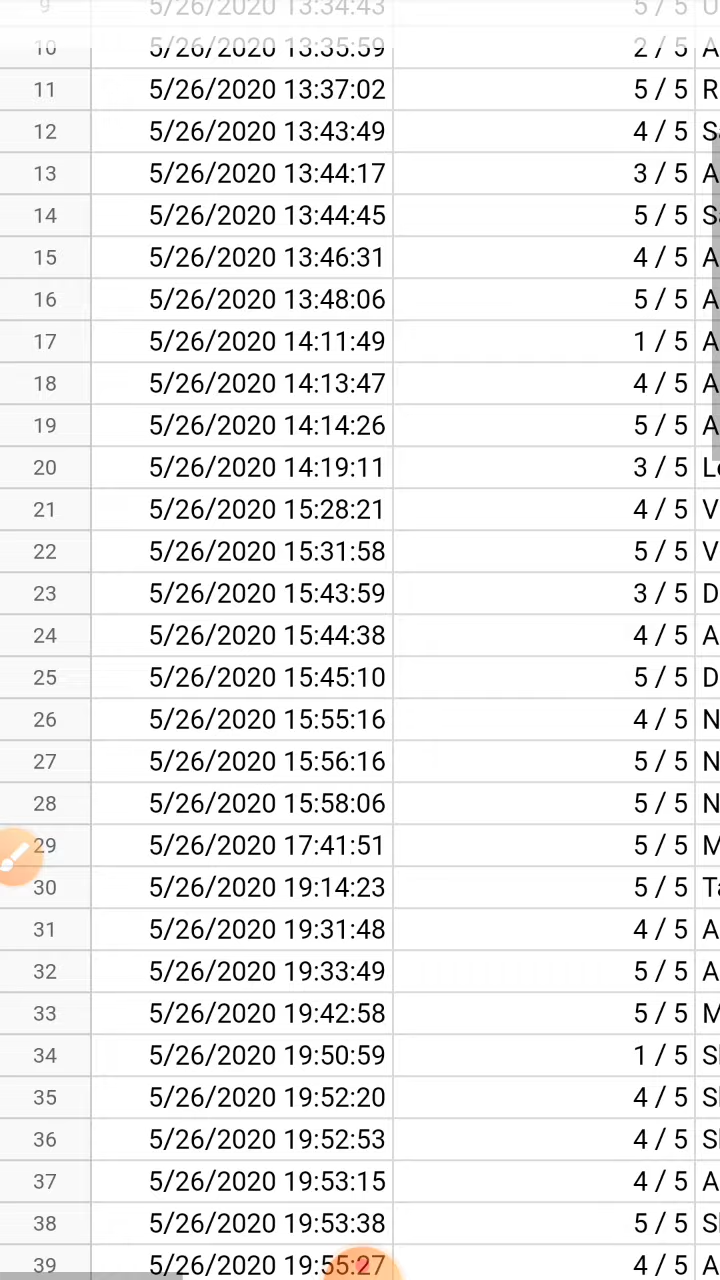 9 5/26/2020 13:34:43 5 / 5 U
10 5/26/2020 13:35:59 2 / 5 A
11 5/26/2020 13:37:02 5 / 5 R
12 5/26/2020 13:43:49 4 / 5 Sa
13 5/26/2020 13:44:17 3 / 5 A
14 5/26/2020 13:44:45 5 / 5 Sa
15 5/26/2020 13:46:31 4 / 5 A
16 5/26/2020 13:48:06 5 / 5 A
17 5/26/2020 14:11:49 1 / 5 A
18 5/26/2020 14:13:47 4 / 5 A
19 5/26/2020 14:14:26 5 / 5 A
20 5/26/2020 14:19:11 3 / 5 Le
21 5/26/2020 15:28:21 4 / 5 V
22 5/26/2020 15:31:58 5 / 5 V
23 5/26/2020 15:43:59 3 / 5 D
24 5/26/2020 15:44:38 4 / 5 A
25 5/26/2020 15:45:10 5 / 5 D
26 5/26/2020 15:55:16 4 / 5 N
27 5/26/2020 15:56:16 5 / 5 N
28 5/26/2020 15:58:06 5 / 5 N
29 5/26/2020 17:41:51 5 / 5 M
30 5/26/2020 19:14:23 5 / 5 Ta
31 5/26/2020 19:31:48 4 / 5 A
32 5/26/2020 19:33:49 5 / 5 A
33 5/26/2020 19:42:58 5 / 5 M
34 5/26/2020 19:50:59 1 / 5 Sl
35 5/26/2020 19:52:20 4 / 5 Sl
36 5/26/2020 19:52:53 4 / 5 Sl
37 5/26/2020 19:53:15 4 / 5 A
38 5/26/2020 19:53:38 5 / 5 Sl
39 5/26/2020 19:55:27 4 / 5 A